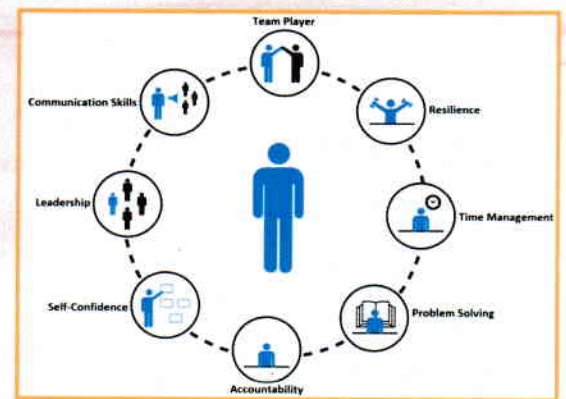 Team Player
Communication Skills
Resilience
Leadership
Time Management
Self-Confidence
Problem Solving
Accountability